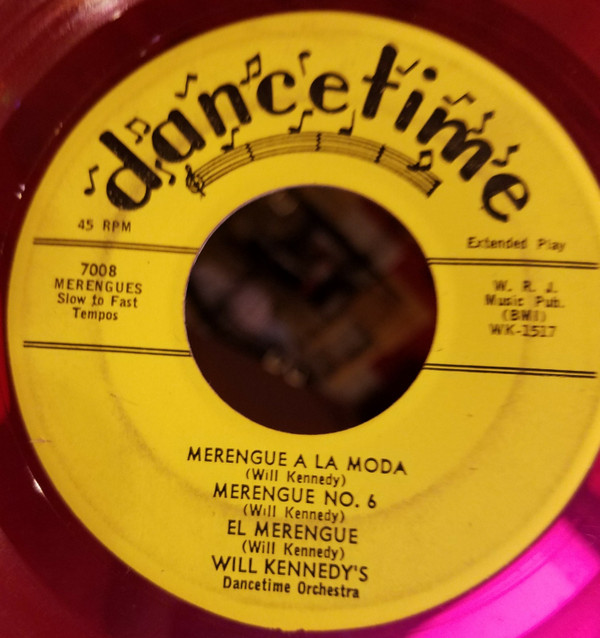 dancetime
45 RPM
Extended Play
7008
MERENGUES
Slow to Fast
Tempos
W. R. J.
Music Pub.
(BMI)
WK-1517
MERENGUE A LA MODA
(Will Kennedy)
MERENGUE NO. 6
(Will Kennedy)
EL MERENGUE
(Will Kennedy)
WILL KENNEDY'S
Dancetime Orchestra